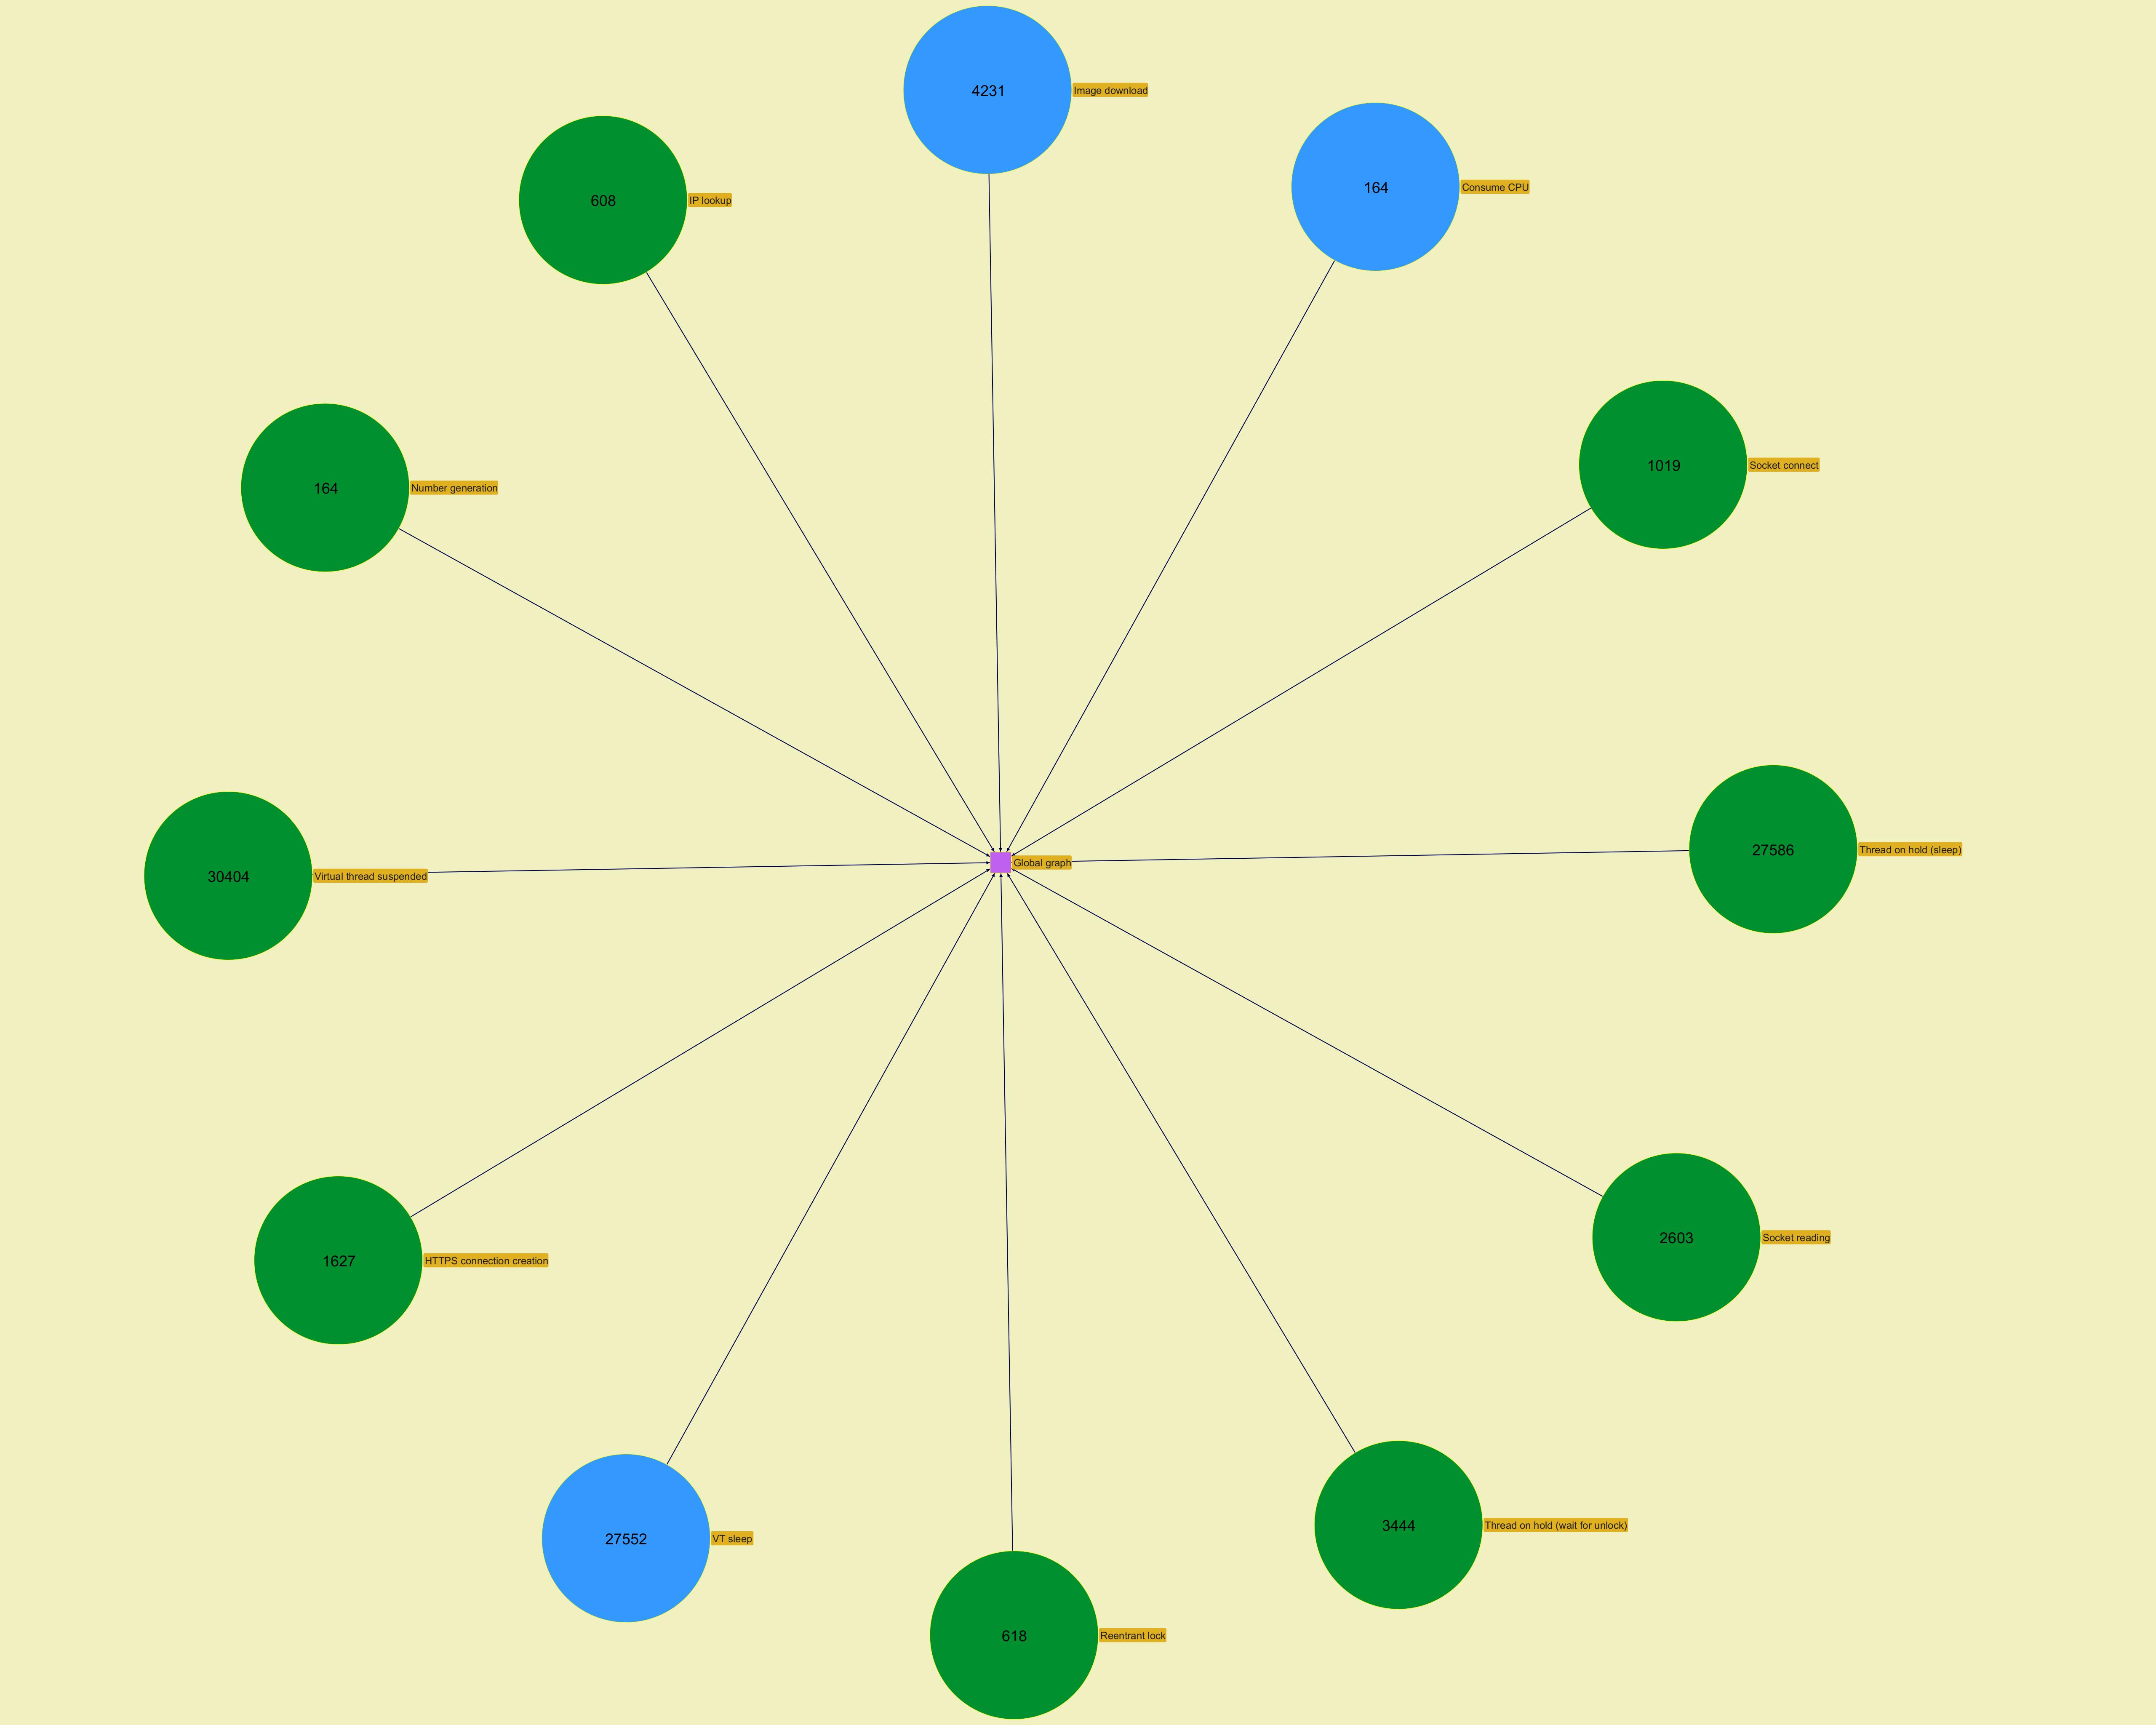 4231
Image download
164
Consume CPU
608
IP lookup
1019
Socket connect
164
Number generation
27586
Thread on hold (sleep)
Global graph
30404
Virtual thread suspended
2603
Socket reading
1627
HTTPS connection creation
3444
Thread on hold (wait for unlock)
27552
VT sleep
618
Reentrant lock